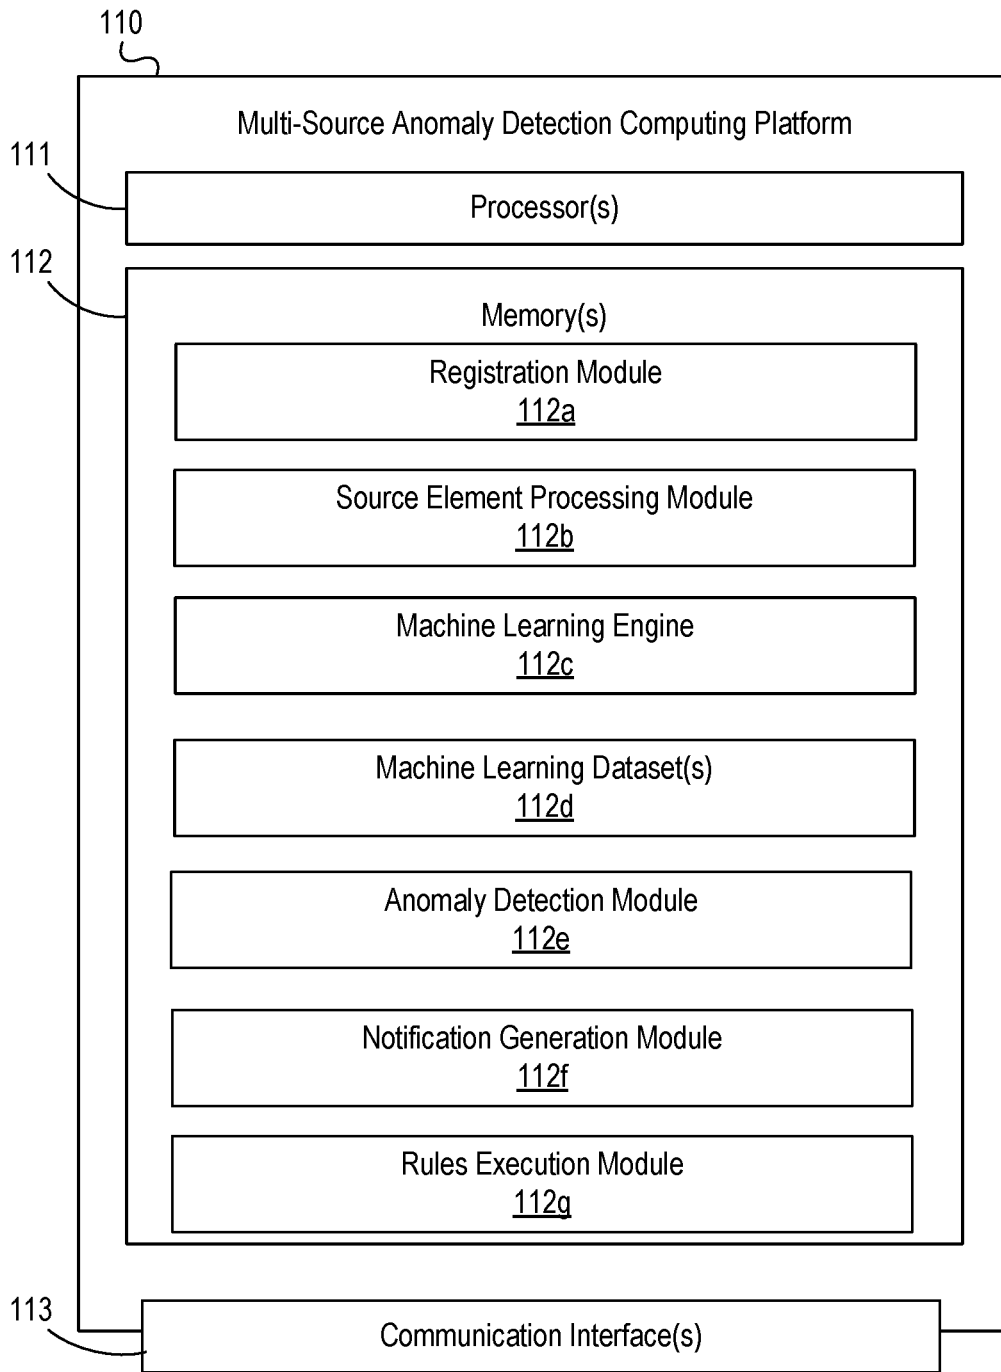 110
Multi-Source Anomaly Detection Computing Platform
111
Processor(s)
112
Memory(s)
Registration Module
112a
Source Element Processing Module
112b
Machine Learning Engine
112c
Machine Learning Dataset(s)
112d
Anomaly Detection Module
112e
Notification Generation Module
112f
Rules Execution Module
112g
113
Communication Interface(s)